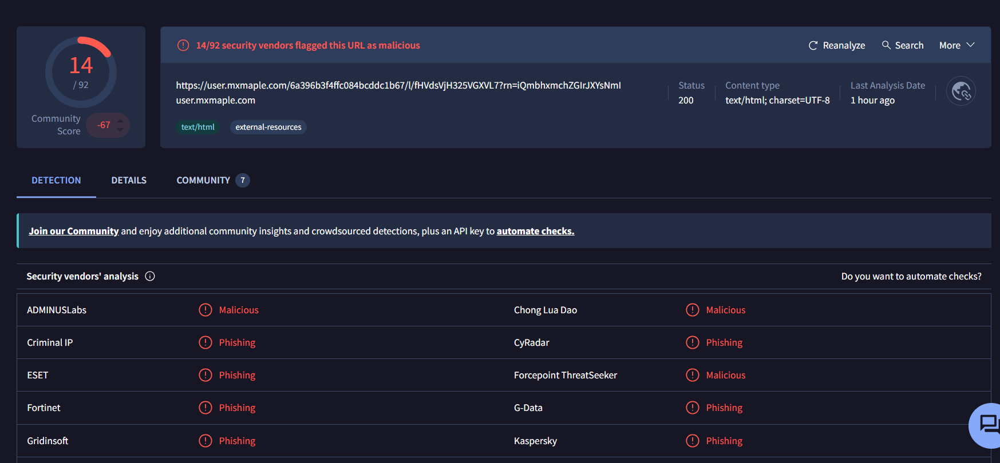 14
/ 92
Community
Score
-67
14/92 security vendors flagged this URL as malicious
Reanalyze
Search
More
https://user.mxmaple.com/6a396b3f4ffc084bcddc1b67/l/fHVdsVjH325VGXVL7?rn=iQmbhxmchZGIrJXYsNmI
user.mxmaple.com
Status
200
Content type
text/html; charset=UTF-8
Last Analysis Date
1 hour ago
text/html
external-resources
DETECTION
DETAILS
COMMUNITY 7
Join our Community and enjoy additional community insights and crowdsourced detections, plus an API key to automate checks.
Security vendors' analysis
Do you want to automate checks?
ADMINUSLabs
Malicious
Chong Lua Dao
Malicious
Criminal IP
Phishing
CyRadar
Phishing
ESET
Phishing
Forcepoint ThreatSeeker
Malicious
Fortinet
Phishing
G-Data
Phishing
Gridinsoft
Phishing
Kaspersky
Phishing